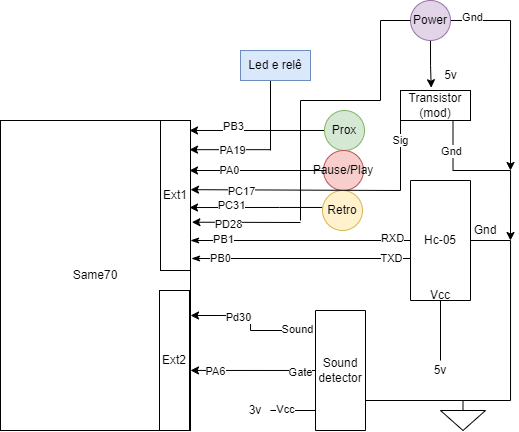 Power
Gnd
5v
Led e relê
Transistor
(mod)
PB3
Prox
Sig
Gnd
PA19
PA0
Pause/Play
Ext1
PC17
PC31
Retro
PD28
Gnd
PB1
RXD
Hc-05
PB0
TXD
Same70
Vcc
Pd30
Sound
Ext2
Sound
detector
PA6
Gate
5v
3v
Vcc